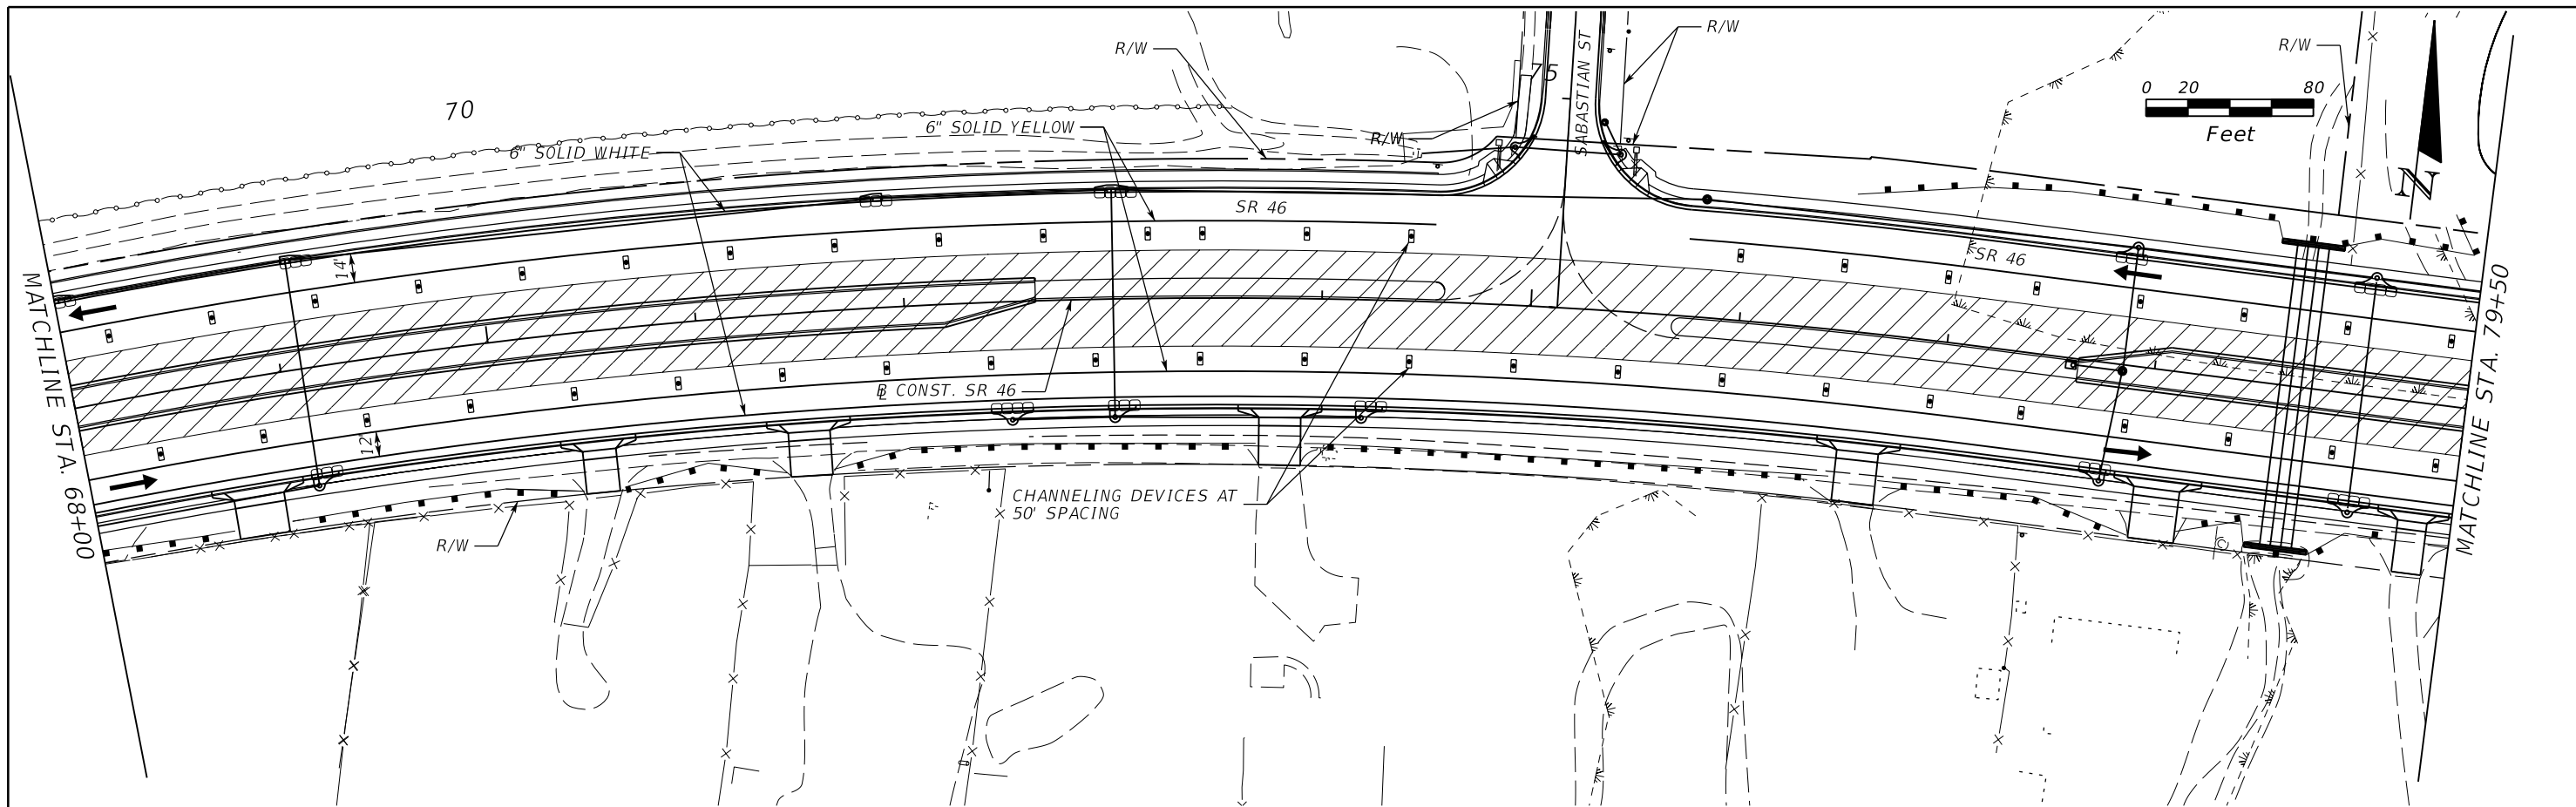 R/W
R/W
R/W
75
SABASTIAN ST
0 20 80
Feet
N
70
6" SOLID YELLOW
R/W
6" SOLID WHITE
SR 46
SR 46
14'
MATCHLINE STA. 68+00
MATCHLINE STA. 79+50
℄ CONST. SR 46
12'
CHANNELING DEVICES AT
50' SPACING
R/W